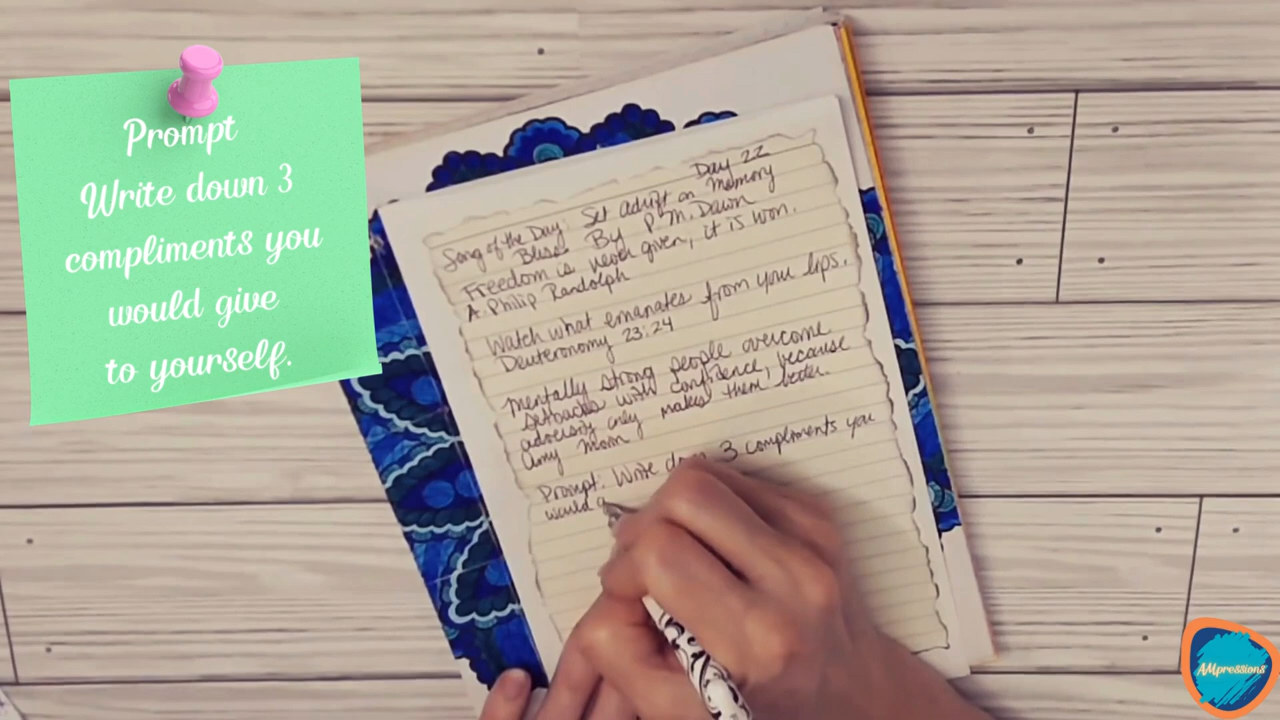 Prompt
Write down 3
compliments you
would give
to yourself.
Day 22
Song of the Day: Set adrift on Memory
Bliss By P.M. Dawn
Freedom is never given, it is won.
A. Philip Randolph
Watch what emanates from your lips.
Deuteronomy 23:24
Mentally strong people overcome
setbacks with confidence, because
adversity only makes them better.
Amy Morin
Prompt: Write down 3 compliments you
would g
AMpressions